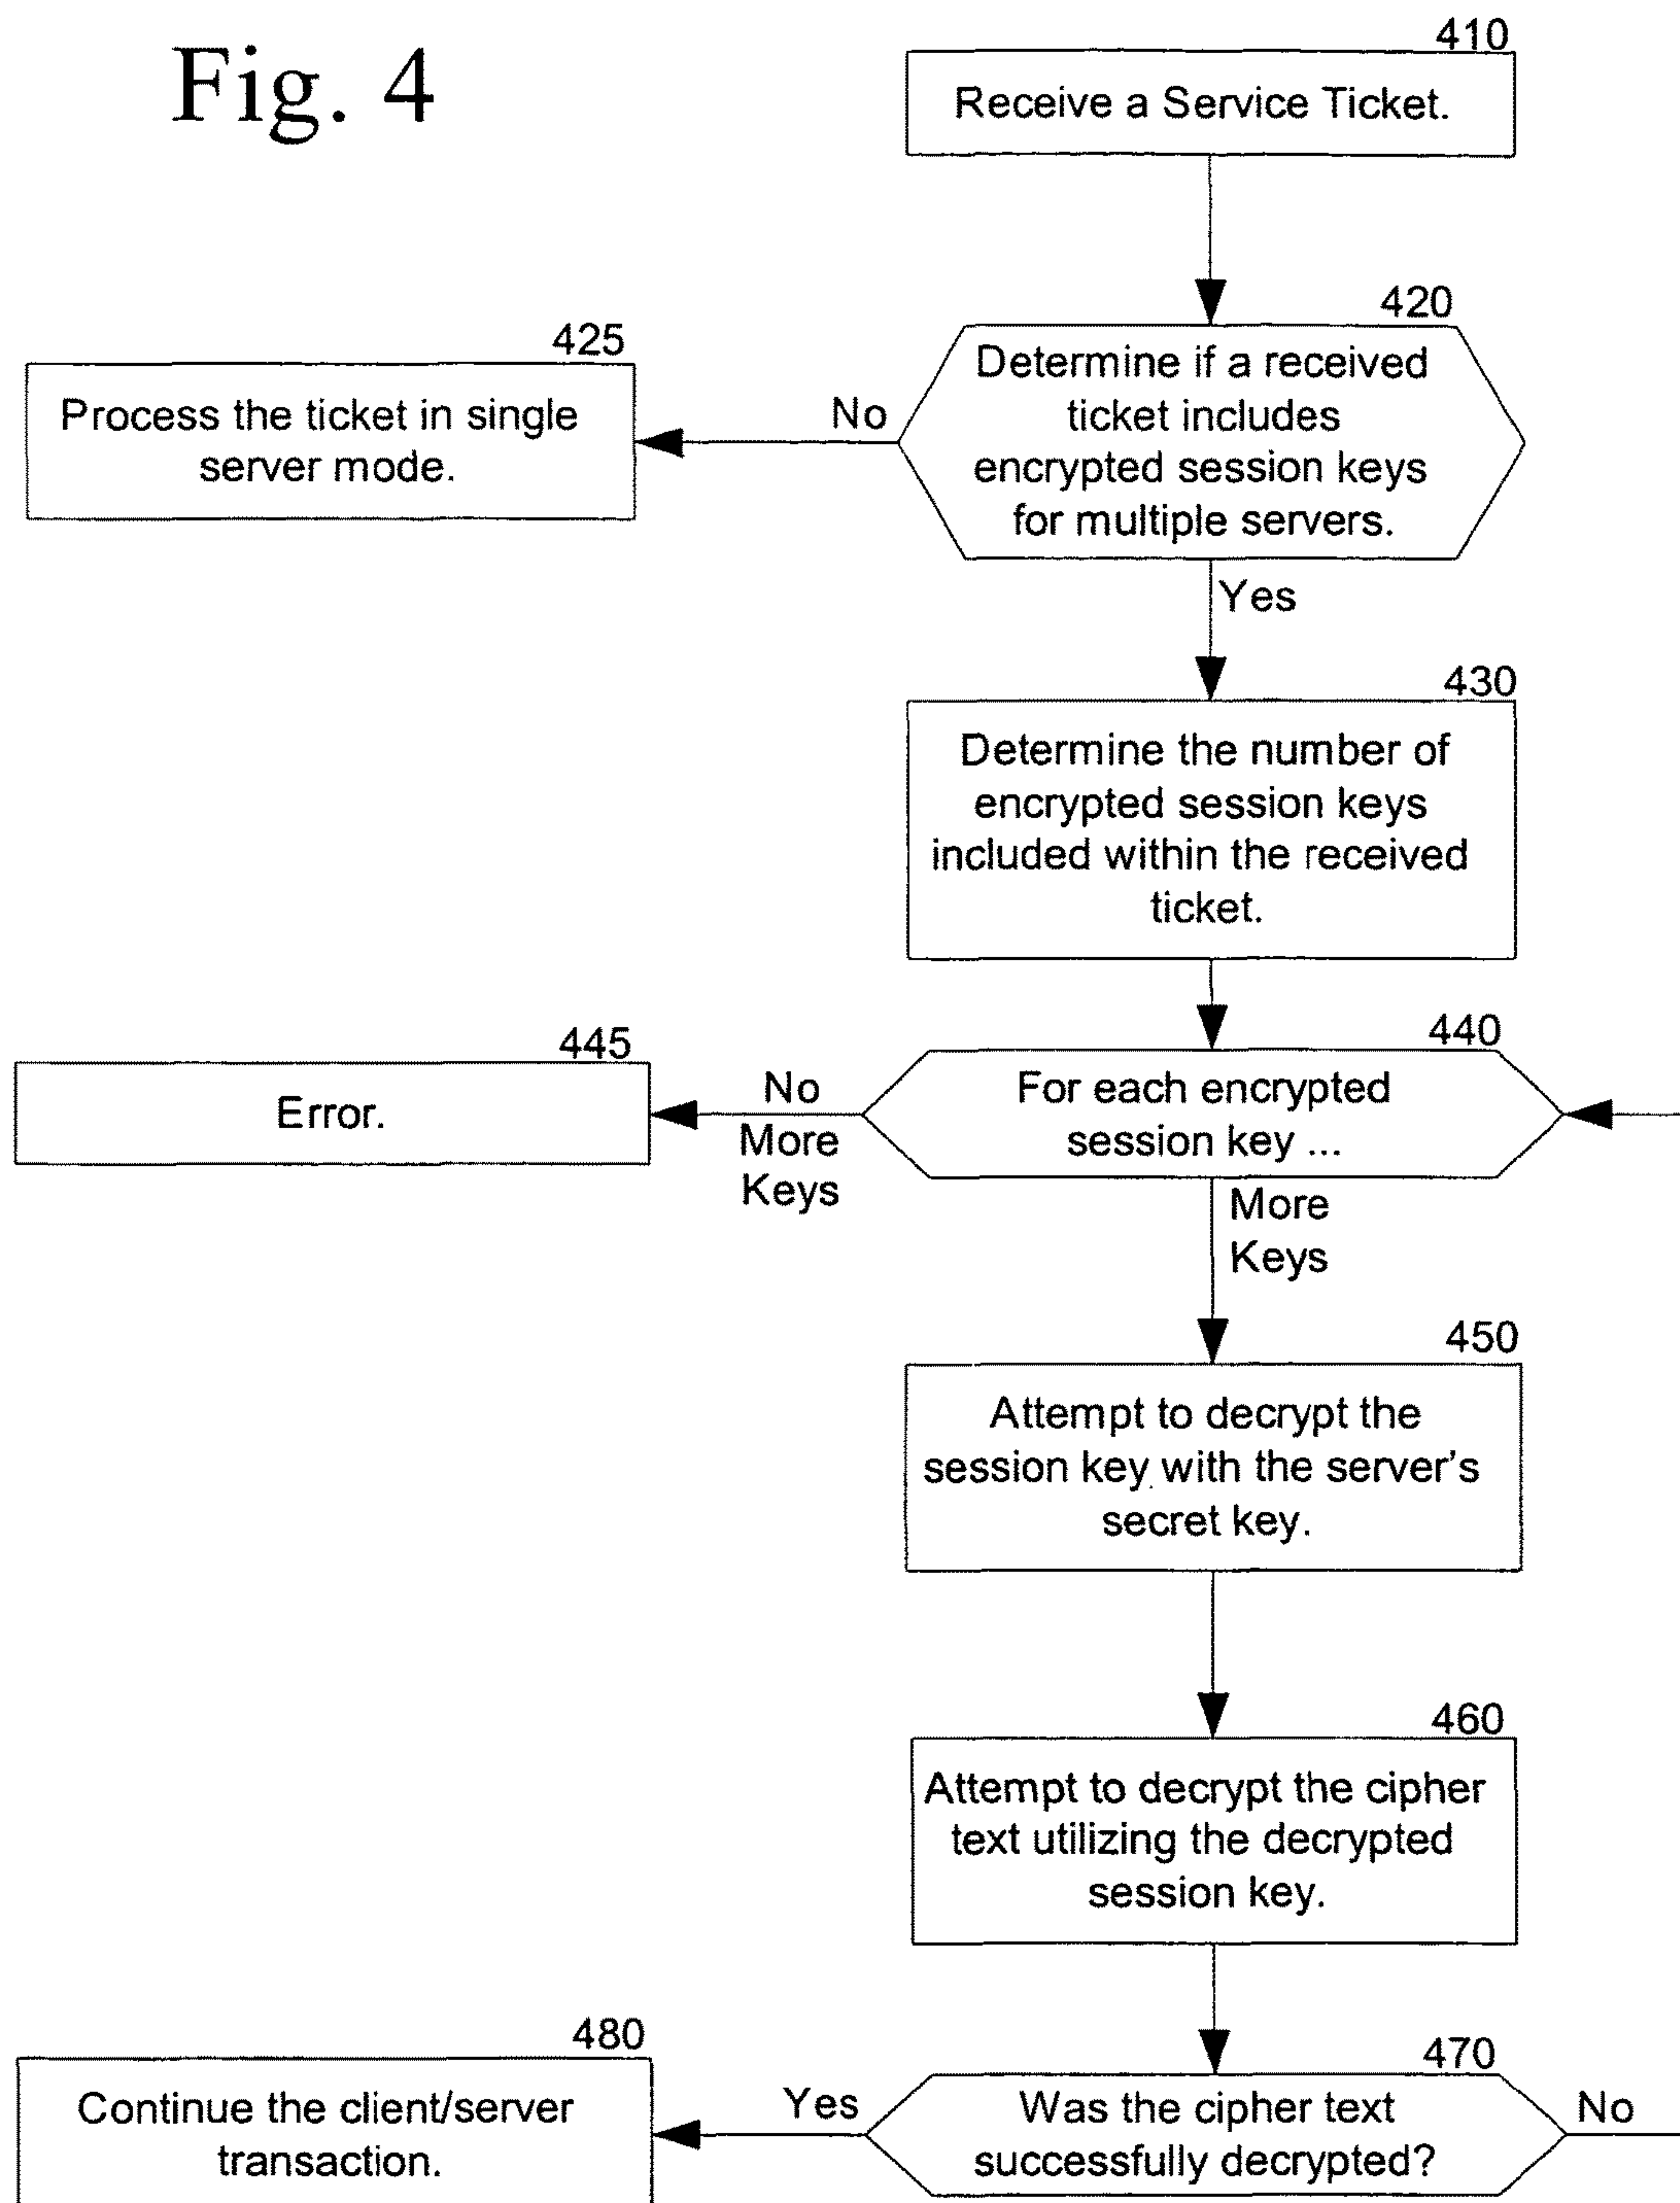 Fig. 4
410
Receive a Service Ticket.
420
Determine if a received
ticket includes
encrypted session keys
for multiple servers.
No
425
Process the ticket in single
server mode.
Yes
430
Determine the number of
encrypted session keys
included within the received
ticket.
440
For each encrypted
session key ...
No
More
Keys
445
Error.
More
Keys
450
Attempt to decrypt the
session key with the server's
secret key.
460
Attempt to decrypt the cipher
text utilizing the decrypted
session key.
470
Was the cipher text
successfully decrypted?
Yes
No
480
Continue the client/server
transaction.